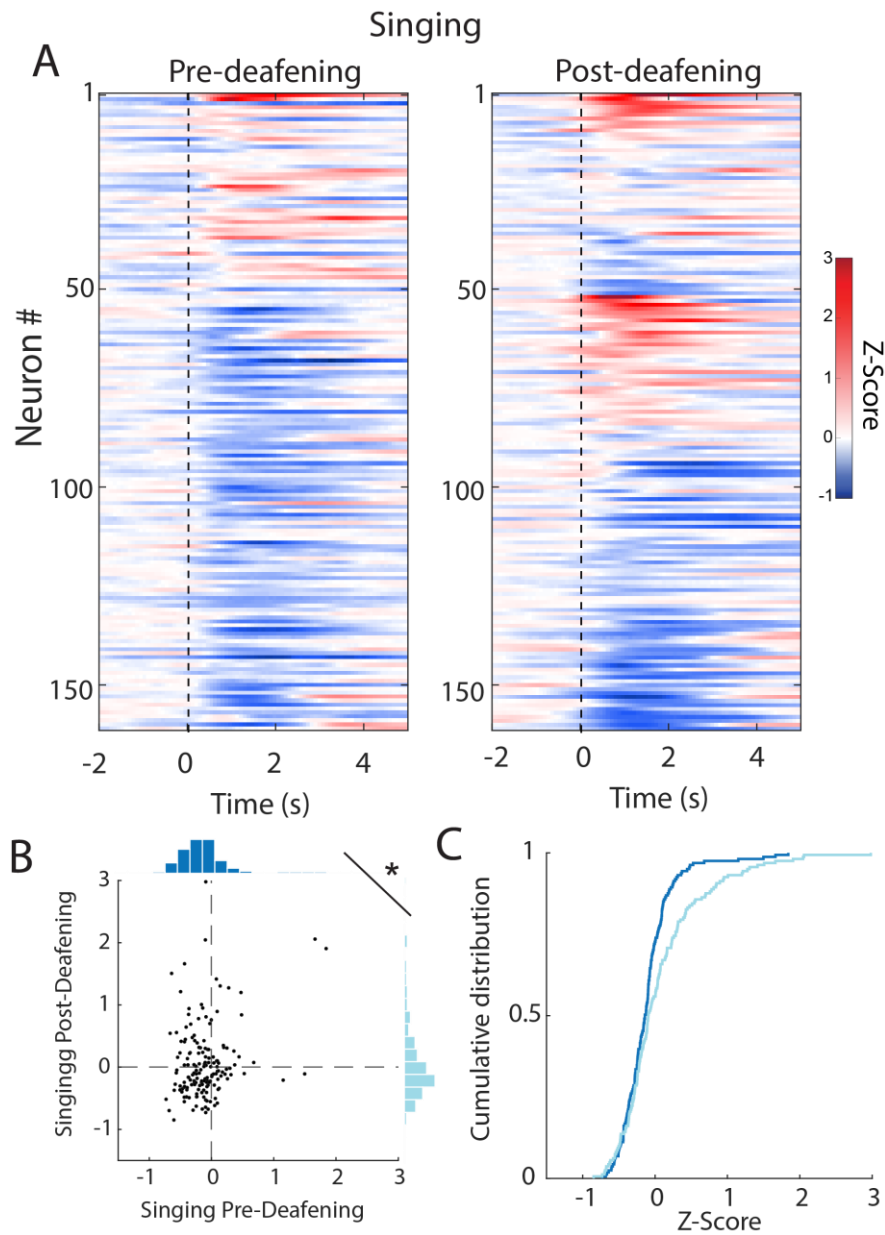 Singing
A
Pre-deafening
Post-deafening
1
50
100
150
Neuron #
-2
0
2
4
Time (s)
1
50
100
150
-2
0
2
4
Time (s)
3
2
1
0
-1
Z-Score
B
*
3
2
1
0
-1
Singingg Post-Deafening
-1
0
1
2
3
Singing Pre-Deafening
C
1
0.5
0
Cumulative distribution
-1
0
1
2
3
Z-Score